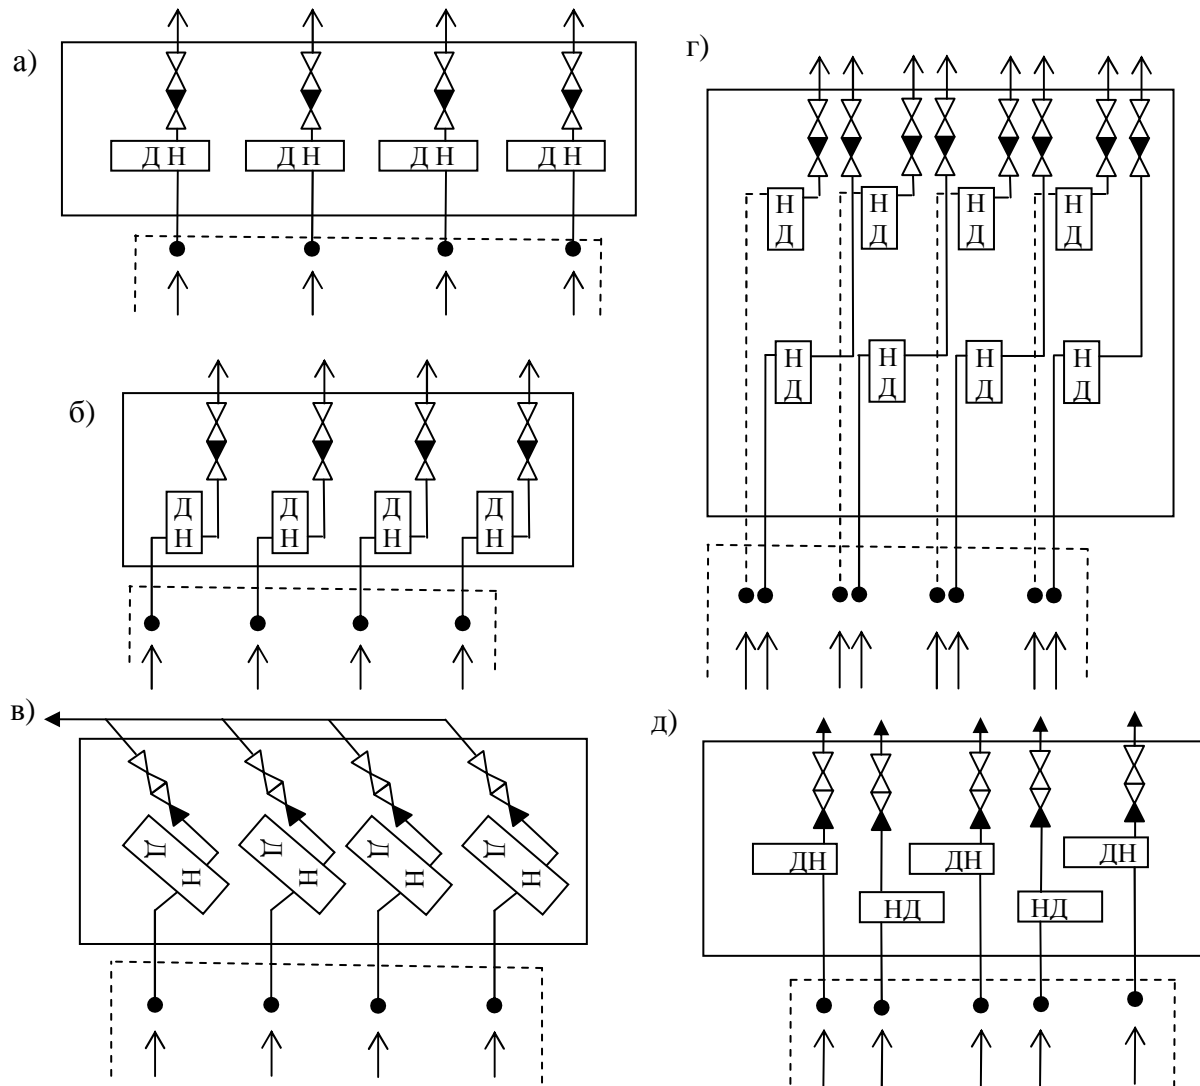 а)
ДН ДН ДН ДН
б)
Д Д Д Д
Н Н Н Н
в)
Д Д Д Д
Н Н Н Н
г)
Н Н Н Н
Д Д Д Д
Н Н Н Н
Д Д Д Д
д)
ДН ДН ДН
НД НД